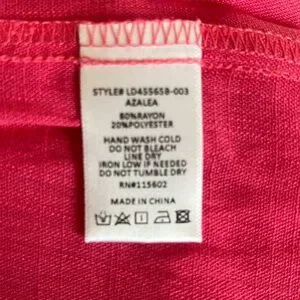 STYLE# LD455658-003
AZALEA
80%RAYON
20%POLYESTER
HAND WASH COLD
DO NOT BLEACH
LINE DRY
IRON LOW IF NEEDED
DO NOT TUMBLE DRY
RN#115602
MADE IN CHINA